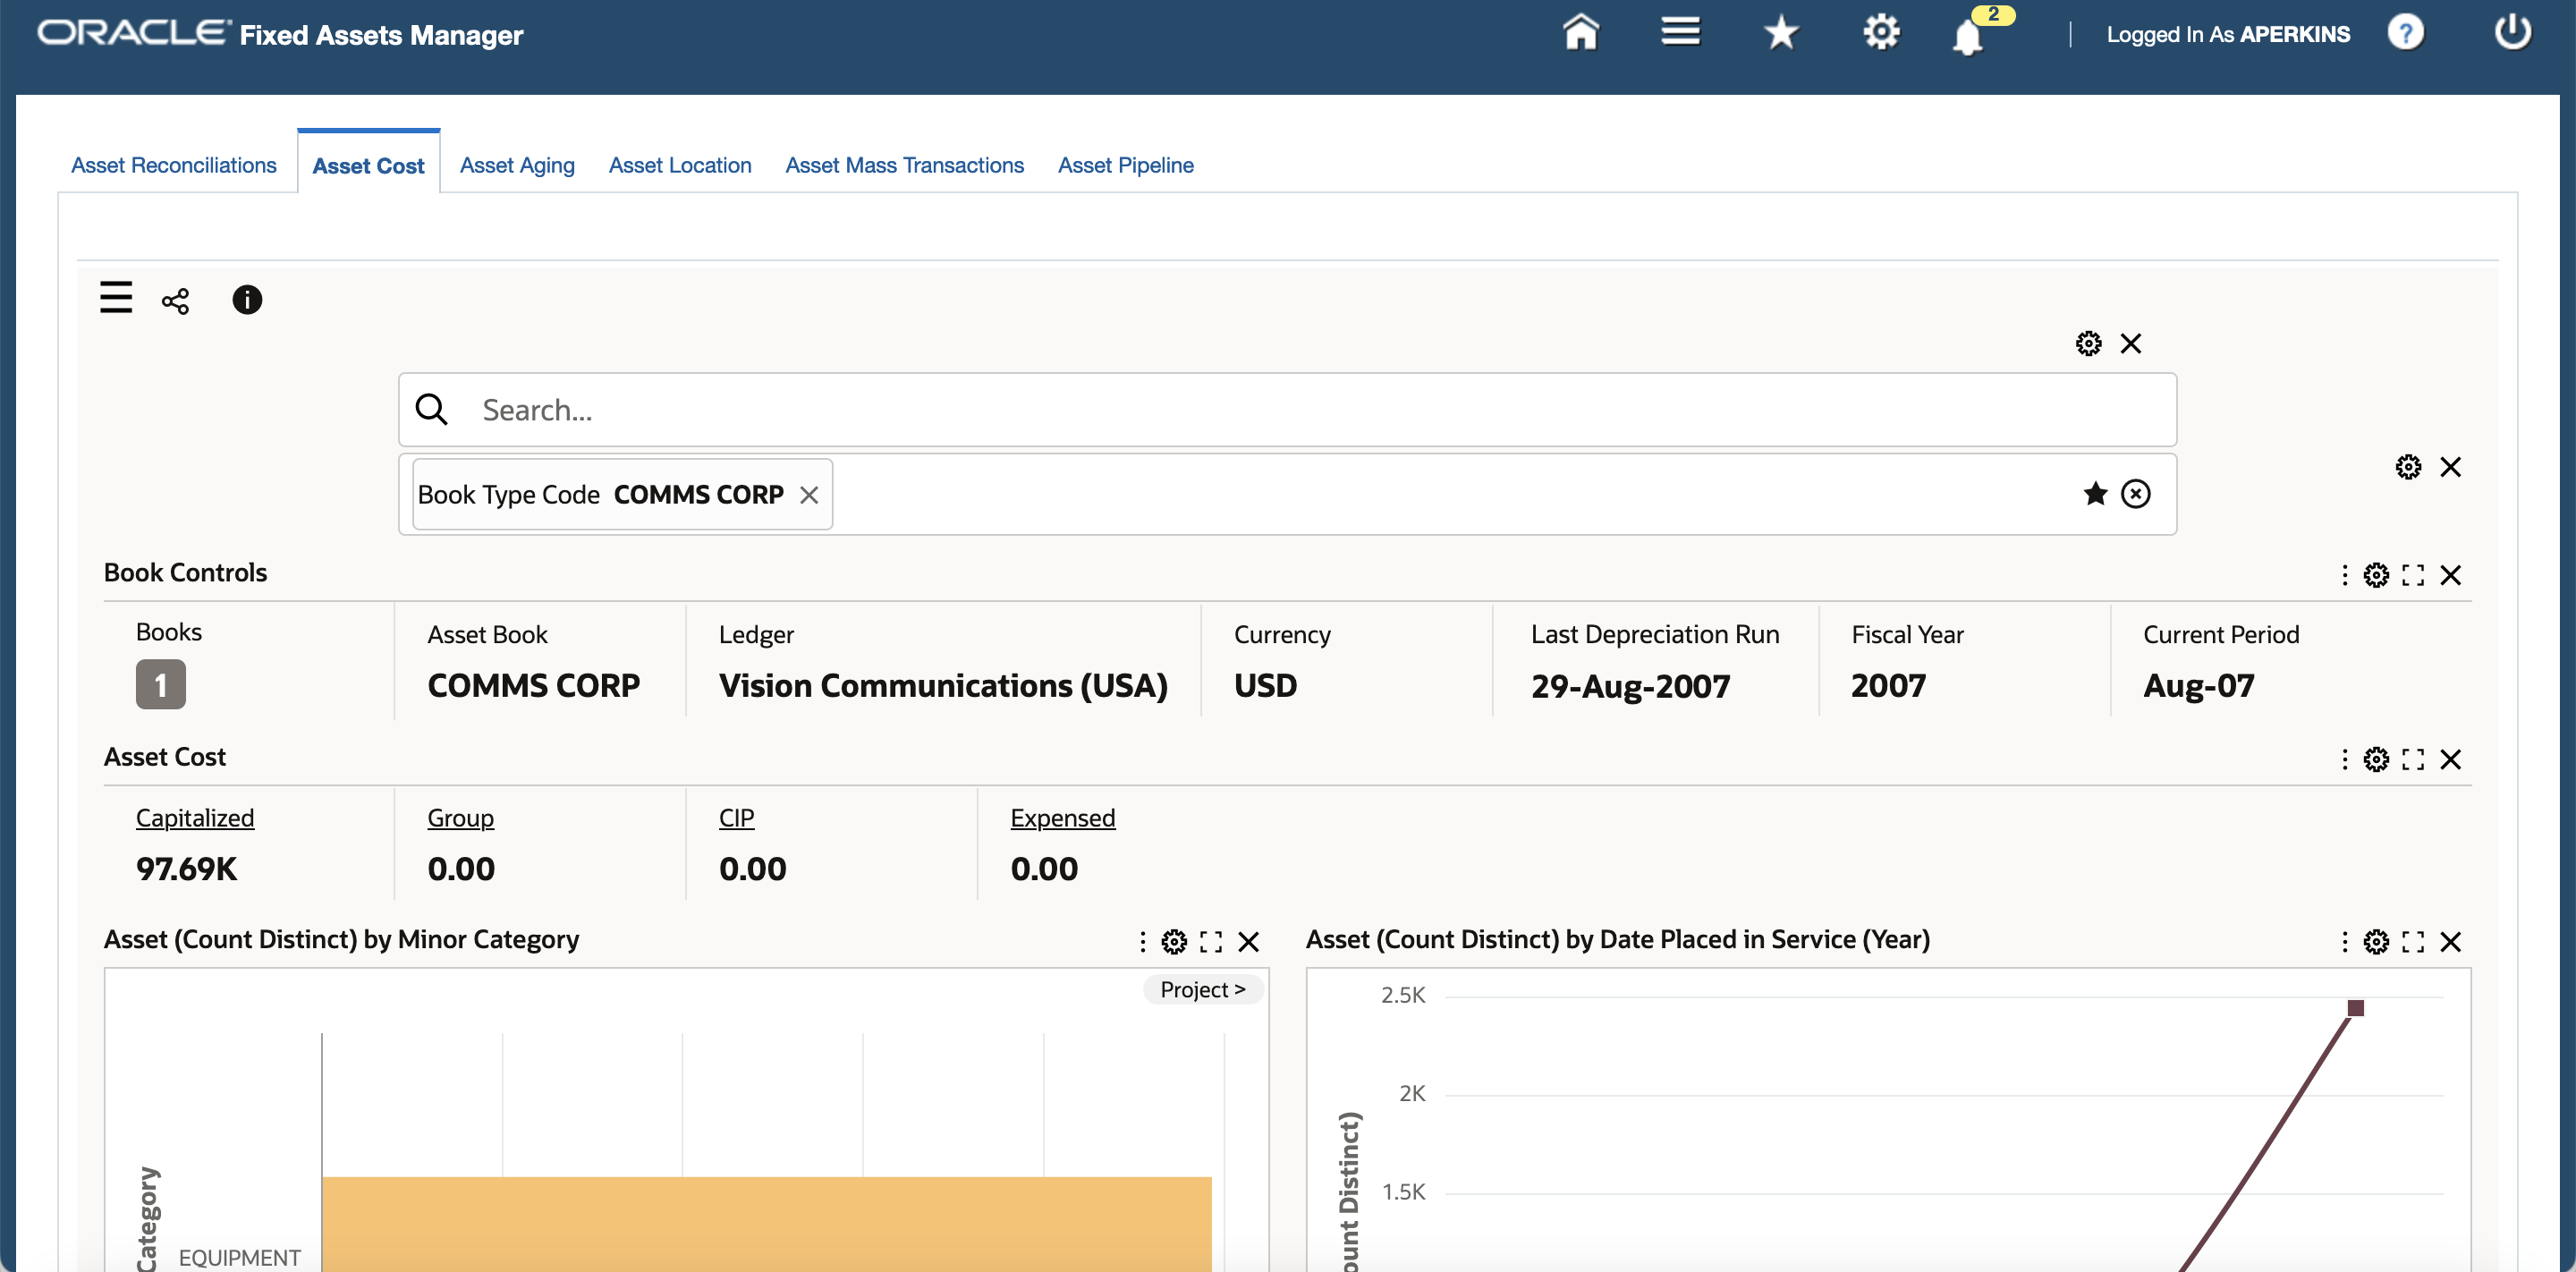 ORACLE Fixed Assets Manager
2
Logged In As APERKINS
?
Asset Reconciliations
Asset Cost
Asset Aging
Asset Location
Asset Mass Transactions
Asset Pipeline
Search...
Book Type Code COMMS CORP
Book Controls
Books
1
Asset Book
COMMS CORP
Ledger
Vision Communications (USA)
Currency
USD
Last Depreciation Run
29-Aug-2007
Fiscal Year
2007
Current Period
Aug-07
Asset Cost
Capitalized
97.69K
Group
0.00
CIP
0.00
Expensed
0.00
Asset (Count Distinct) by Minor Category
Project >
Category
EQUIPMENT
Asset (Count Distinct) by Date Placed in Service (Year)
2.5K
2K
1.5K
ount Distinct)